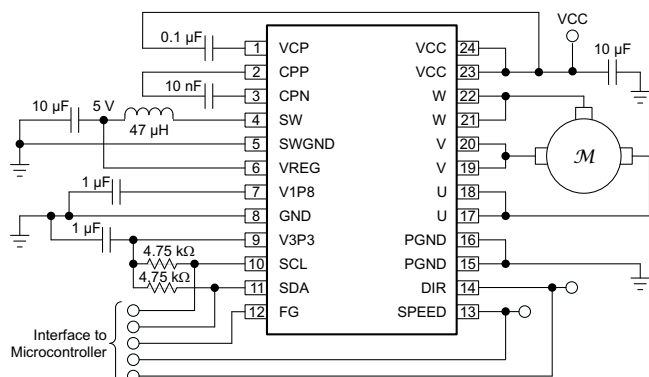 VCC
0.1 µF
10 µF
1 VCP VCC 24
2 CPP VCC 23
10 nF
3 CPN W 22
10 µF 5 V
47 µH
4 SW W 21
5 SWGND V 20
M
6 VREG V 19
1 µF
7 V1P8 U 18
8 GND U 17
1 µF
9 V3P3 PGND 16
4.75 kΩ
10 SCL PGND 15
4.75 kΩ
11 SDA DIR 14
12 FG SPEED 13
Interface to
Microcontroller